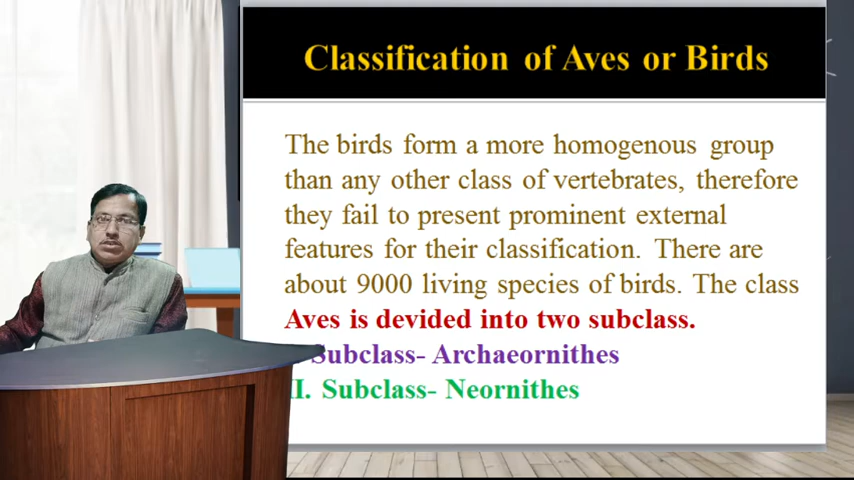 Classification of Aves or Birds
The birds form a more homogenous group
than any other class of vertebrates, therefore
they fail to present prominent external
features for their classification. There are
about 9000 living species of birds. The class
Aves is devided into two subclass.
Subclass- Archaeornithes
II. Subclass- Neornithes